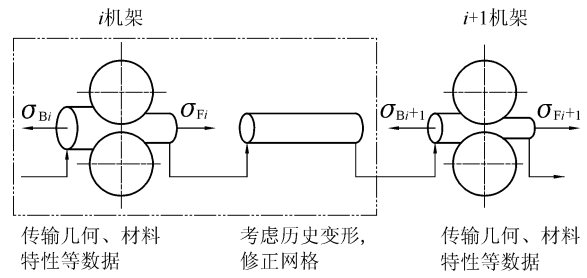 i机架
i+1机架
σBi
σFi
σBi+1
σFi+1
传输几何、材料
特性等数据
考虑历史变形,
修正网格
传输几何、材料
特性等数据